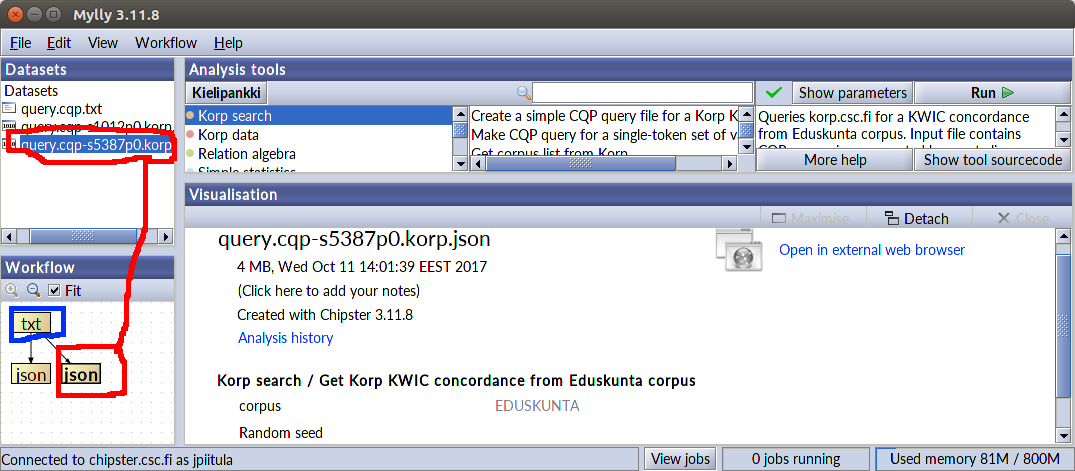 Mylly 3.11.8
File Edit View Workflow Help
Datasets
Datasets
query.cqp.txt
query.cqp-s1012p0.korp
query.cqp-s5387p0.korp
Workflow
Fit
txt
json json
Analysis tools
Kielipankki Show parameters Run
Korp search
Korp data
Relation algebra
Simple statistics
Create a simple CQP query file for a Korp K
Make CQP query for a single-token set of v
Get corpus list from Korp
Queries korp.csc.fi for a KWIC concordance
from Eduskunta corpus. Input file contains
More help Show tool sourcecode
Visualisation
Maximise Detach Close
query.cqp-s5387p0.korp.json
4 MB, Wed Oct 11 14:01:39 EEST 2017
(Click here to add your notes)
Created with Chipster 3.11.8
Analysis history
Open in external web browser
Korp search / Get Korp KWIC concordance from Eduskunta corpus
corpus EDUSKUNTA
Random seed
Connected to chipster.csc.fi as jpiitula View jobs 0 jobs running Used memory 81M / 800M